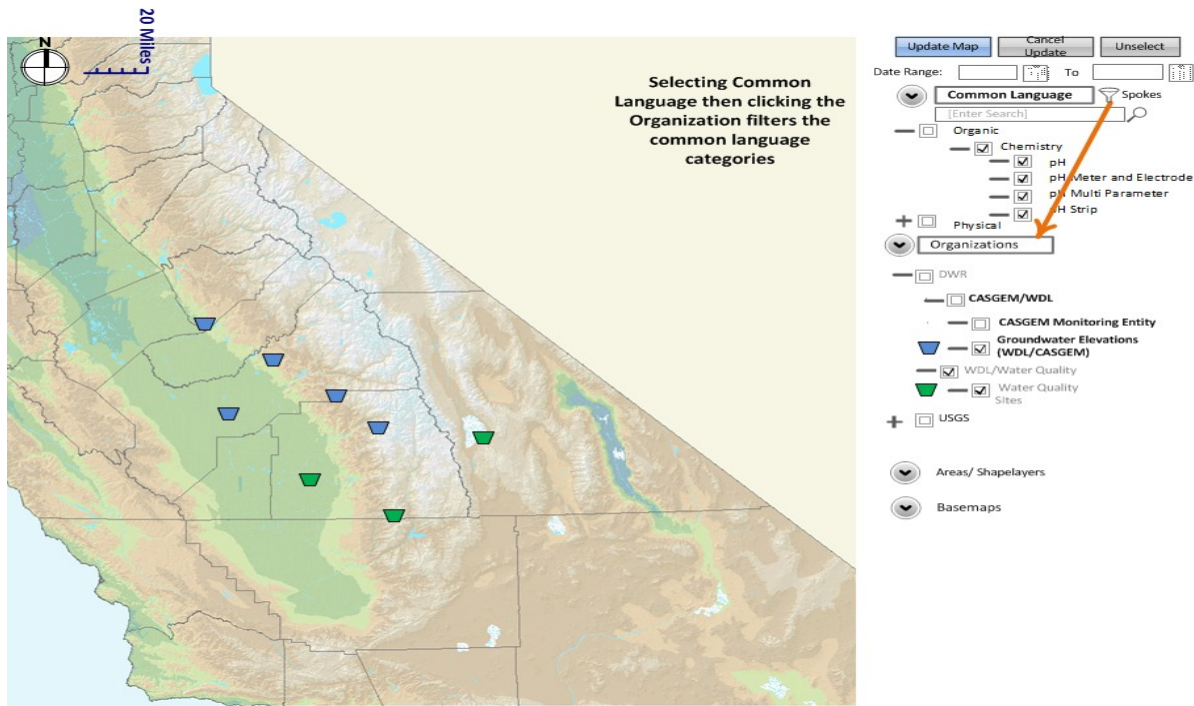 20 Miles
N
Selecting Common
Language then clicking the
Organization filters the
common language
categories
Update Map
Cancel
Update
Unselect
Date Range:
To
Common Language
Spokes
[Enter Search]
Organic
Chemistry
pH
pH Meter and Electrode
pH Multi Parameter
pH Strip
Physical
Organizations
DWR
CASGEM/WDL
CASGEM Monitoring Entity
Groundwater Elevations
(WDL/CASGEM)
WDL/Water Quality
Water Quality
Sites
USGS
Areas/ Shapelayers
Basemaps